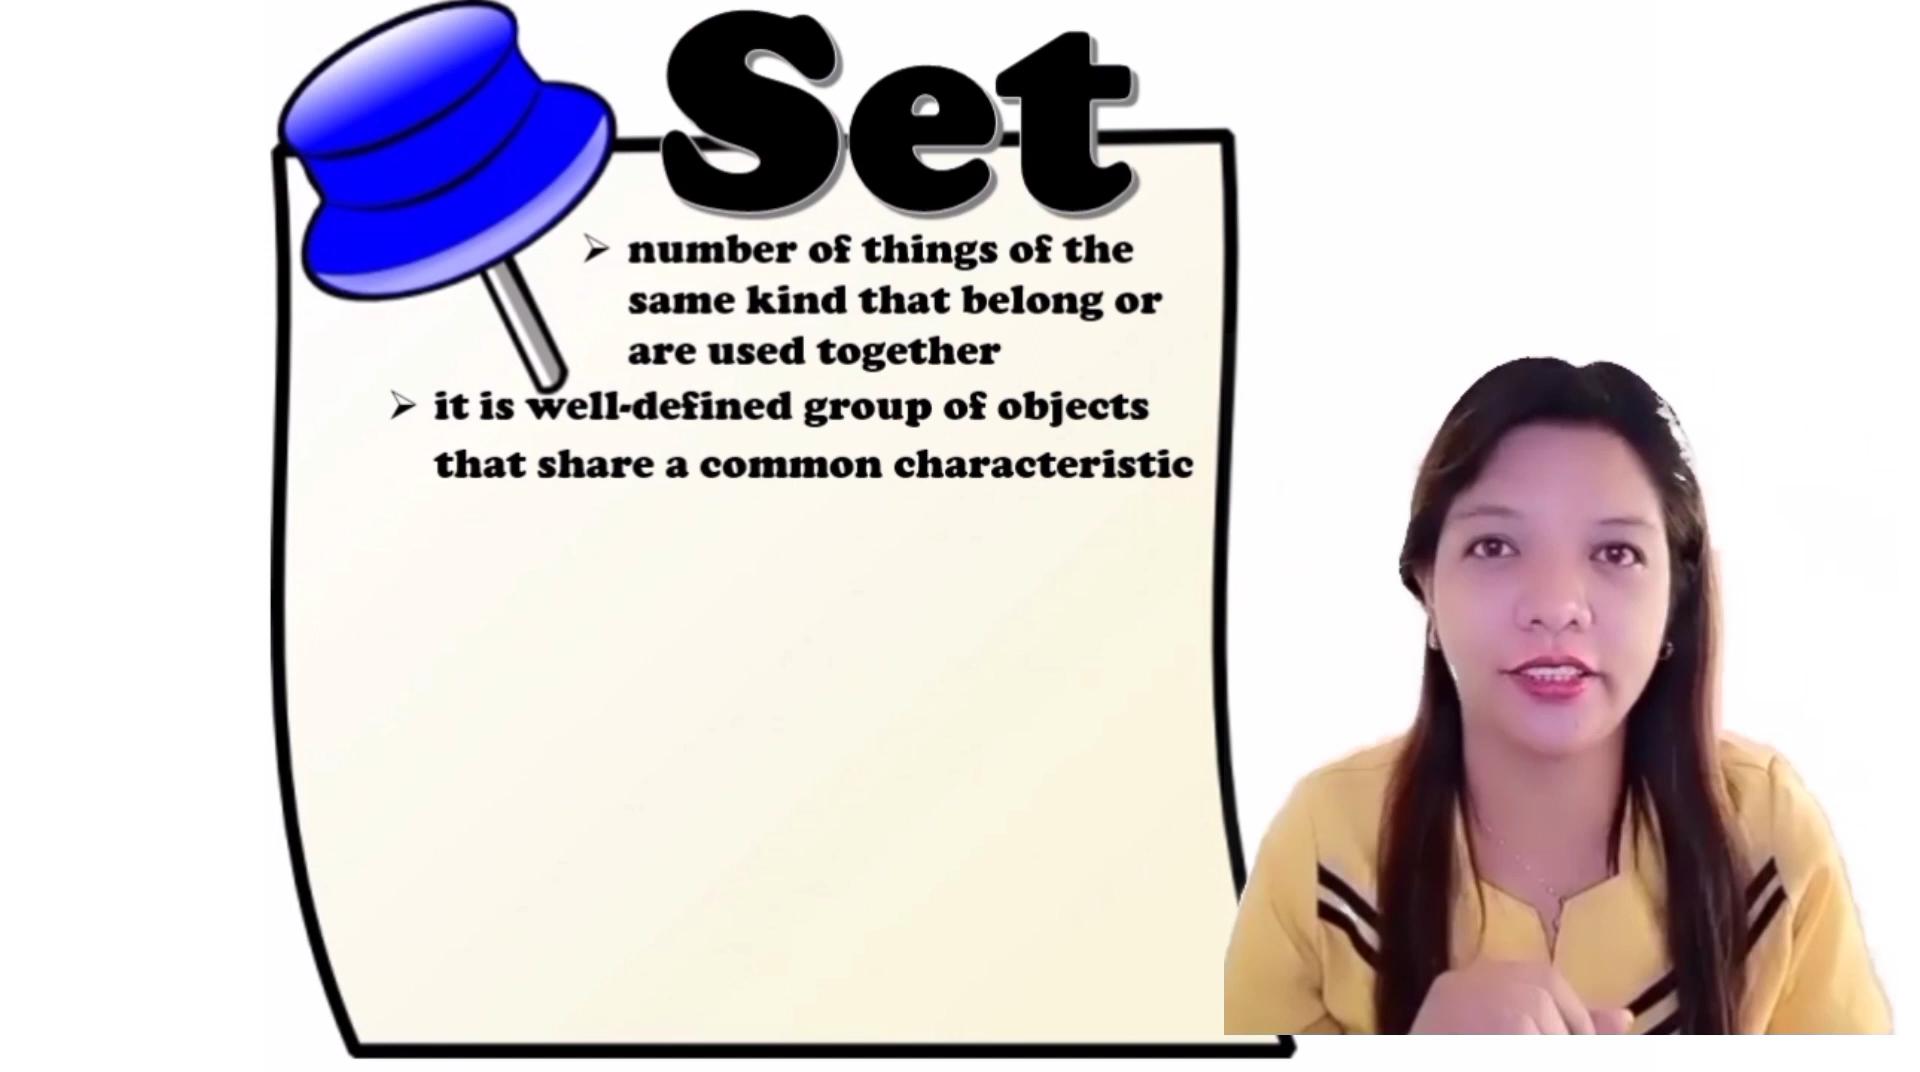 Set
number of things of the
same kind that belong or
are used together
it is well-defined group of objects
that share a common characteristic